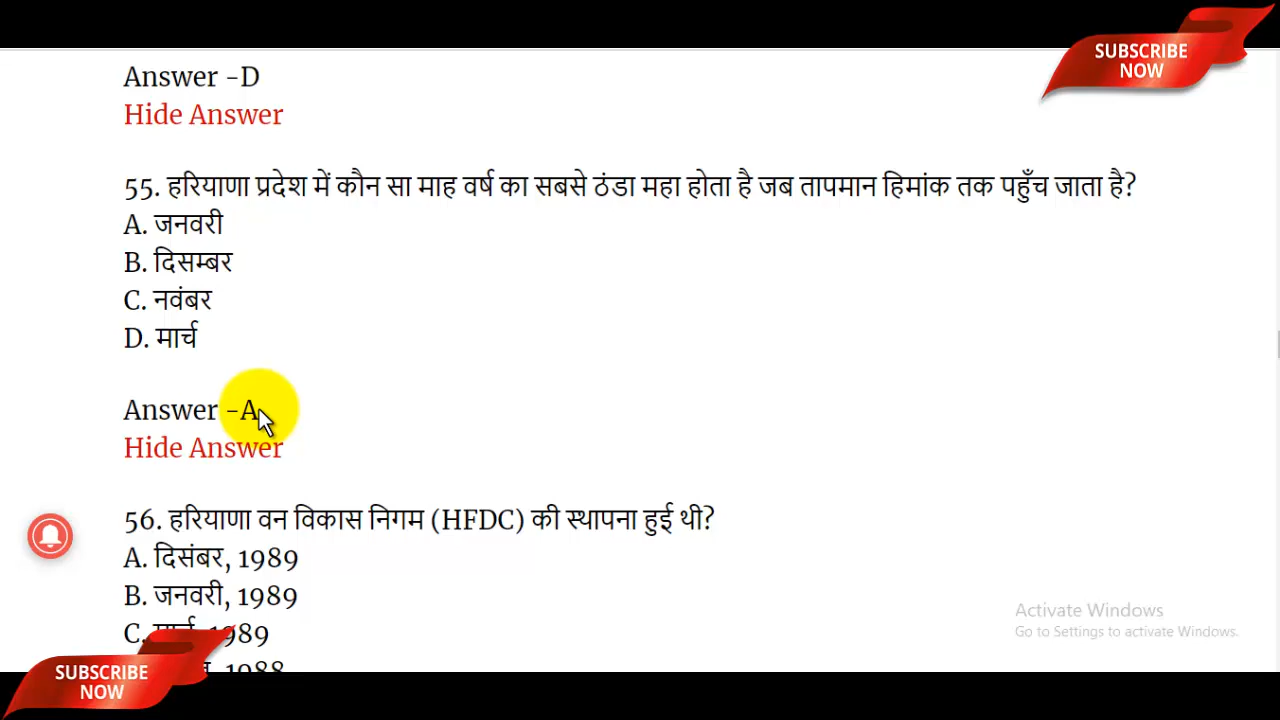 SUBSCRIBE
NOW
Answer -D
Hide Answer
55. हरियाणा प्रदेश में कौन सा माह वर्ष का सबसे ठंडा महा होता है जब तापमान हिमांक तक पहुँच जाता है?
A. जनवरी
B. दिसम्बर
C. नवंबर
D. मार्च
Answer -A
Hide Answer
56. हरियाणा वन विकास निगम (HFDC) की स्थापना हुई थी?
A. दिसंबर, 1989
B. जनवरी, 1989
C. मार्च, 1989
1988
Activate Windows
Go to Settings to activate Windows.
SUBSCRIBE
NOW